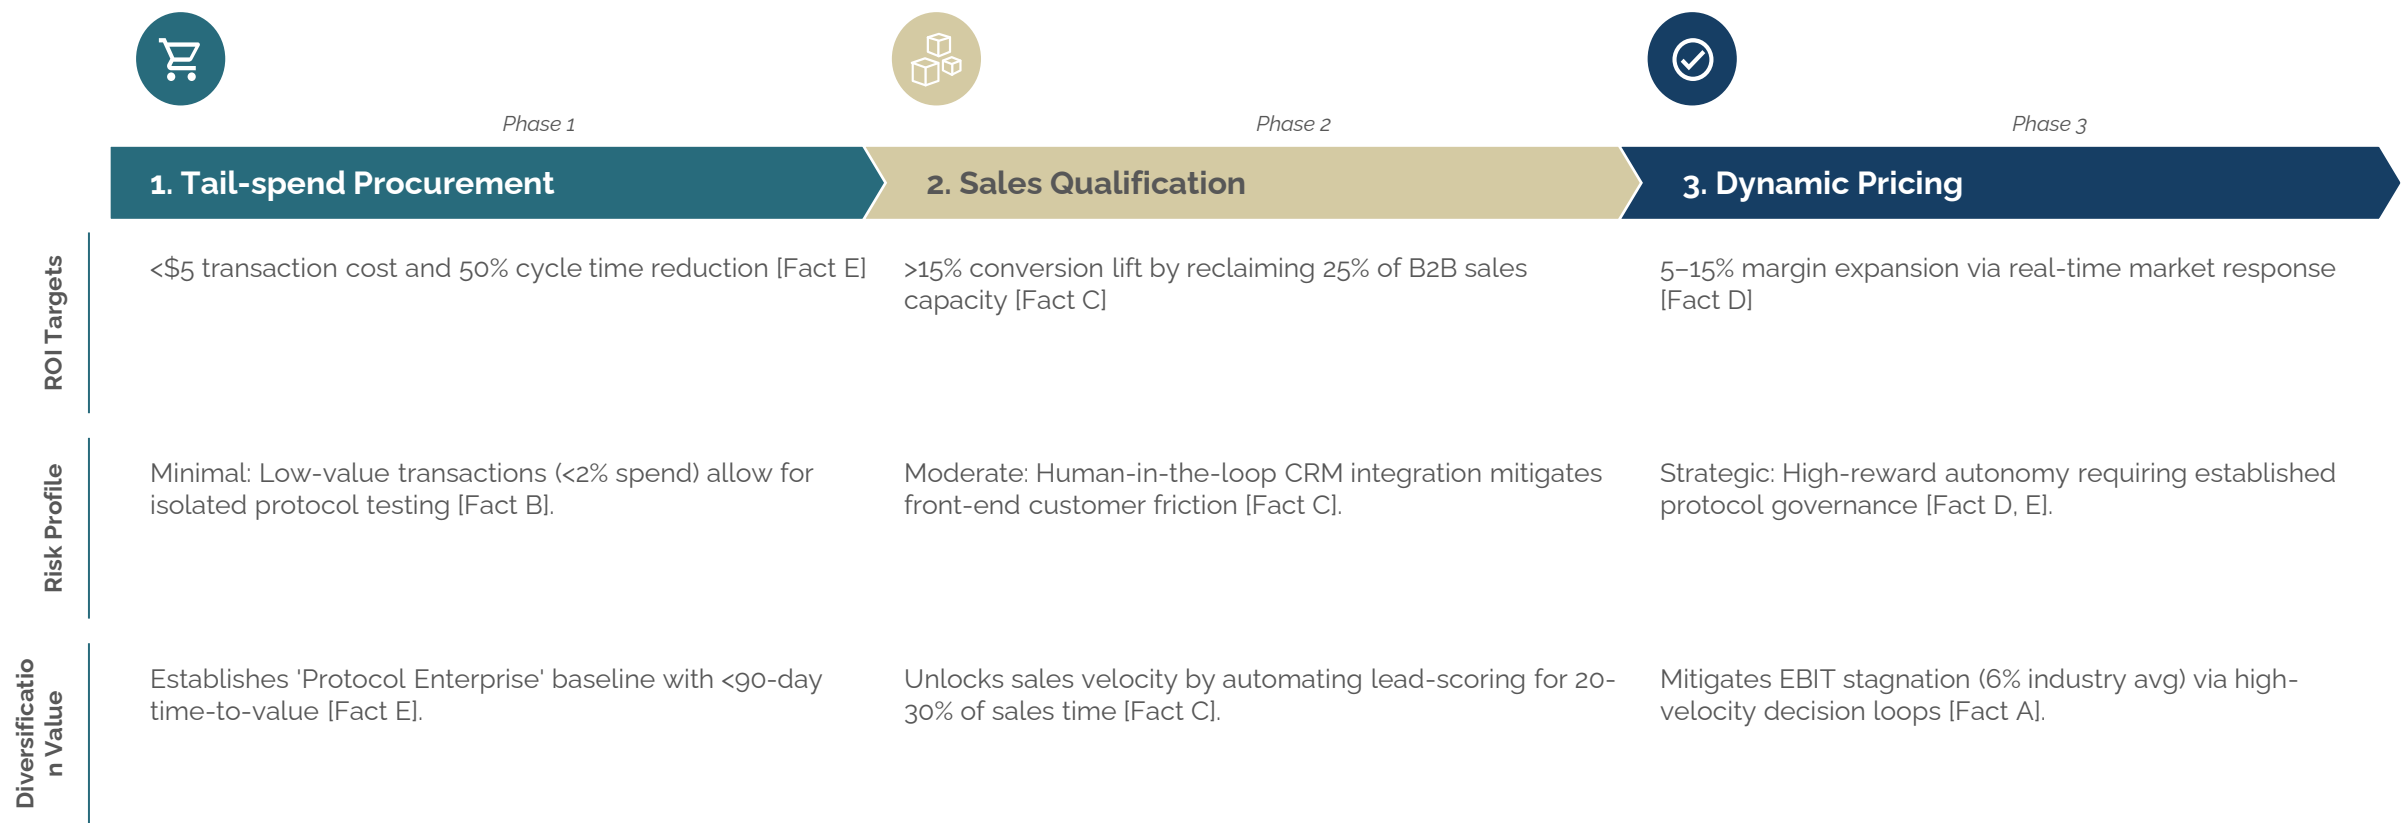 Phase 1
Phase 2
Phase 3
1. Tail-spend Procurement
2. Sales Qualification
3. Dynamic Pricing
ROI Targets
<$5 transaction cost and 50% cycle time reduction [Fact E]
>15% conversion lift by reclaiming 25% of B2B sales
capacity [Fact C]
5–15% margin expansion via real-time market response
[Fact D]
Risk Profile
Minimal: Low-value transactions (<2% spend) allow for
isolated protocol testing [Fact B].
Moderate: Human-in-the-loop CRM integration mitigates
front-end customer friction [Fact C].
Strategic: High-reward autonomy requiring established
protocol governance [Fact D, E].
Diversificatio
n Value
Establishes 'Protocol Enterprise' baseline with <90-day
time-to-value [Fact E].
Unlocks sales velocity by automating lead-scoring for 20-
30% of sales time [Fact C].
Mitigates EBIT stagnation (6% industry avg) via high-
velocity decision loops [Fact A].